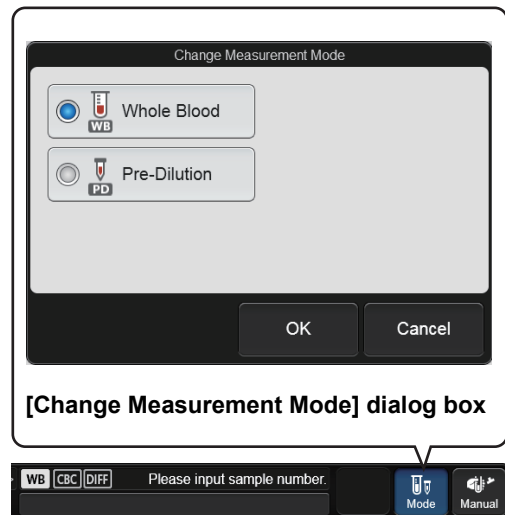 Change Measurement Mode
WB Whole Blood
PD Pre-Dilution
OK Cancel
[Change Measurement Mode] dialog box
WB CBC DIFF Please input sample number.
Mode Manual